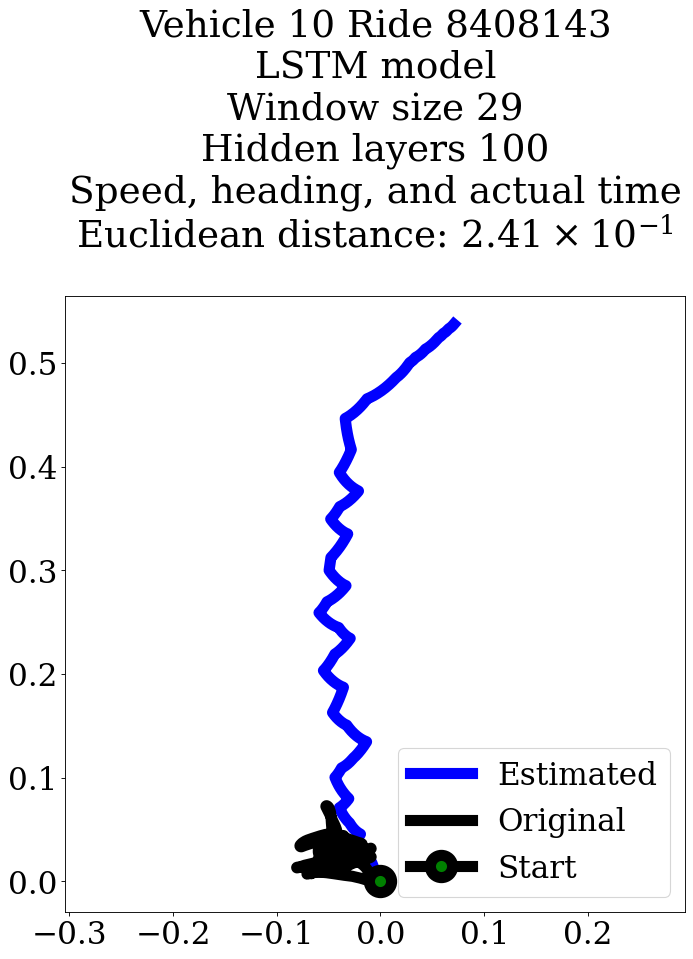 Vehicle 10 Ride 8408143
LSTM model
Window size 29
Hidden layers 100
Speed, heading, and actual time
Euclidean distance: 2.41 × 10⁻¹
0.5
0.4
0.3
0.2
0.1
0.0
Estimated
Original
Start
−0.3 −0.2 −0.1 0.0 0.1 0.2